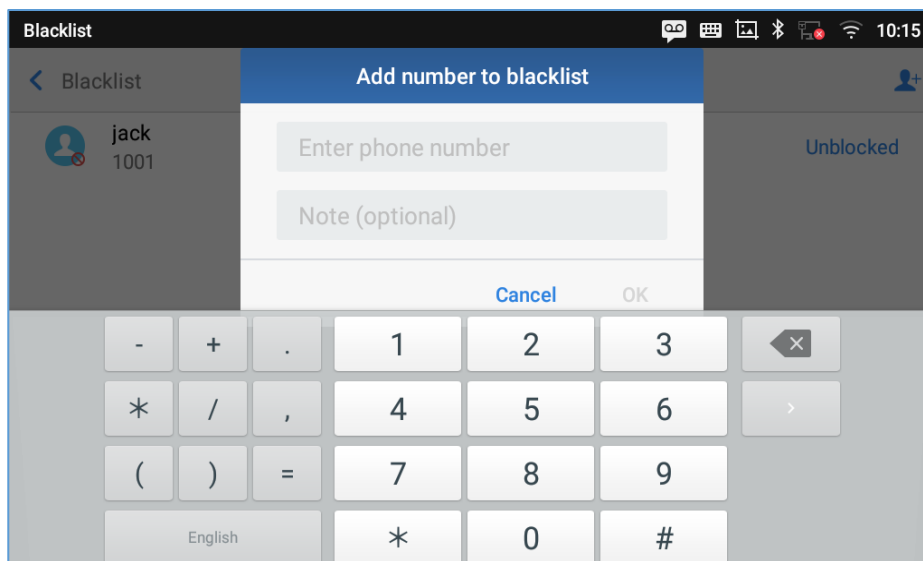 Blacklist 10:15
Blacklist
Add number to blacklist
jack
1001
Unblocked
Enter phone number
Note (optional)
Cancel OK
- + . 1 2 3
* / , 4 5 6
( ) = 7 8 9
English * 0 #